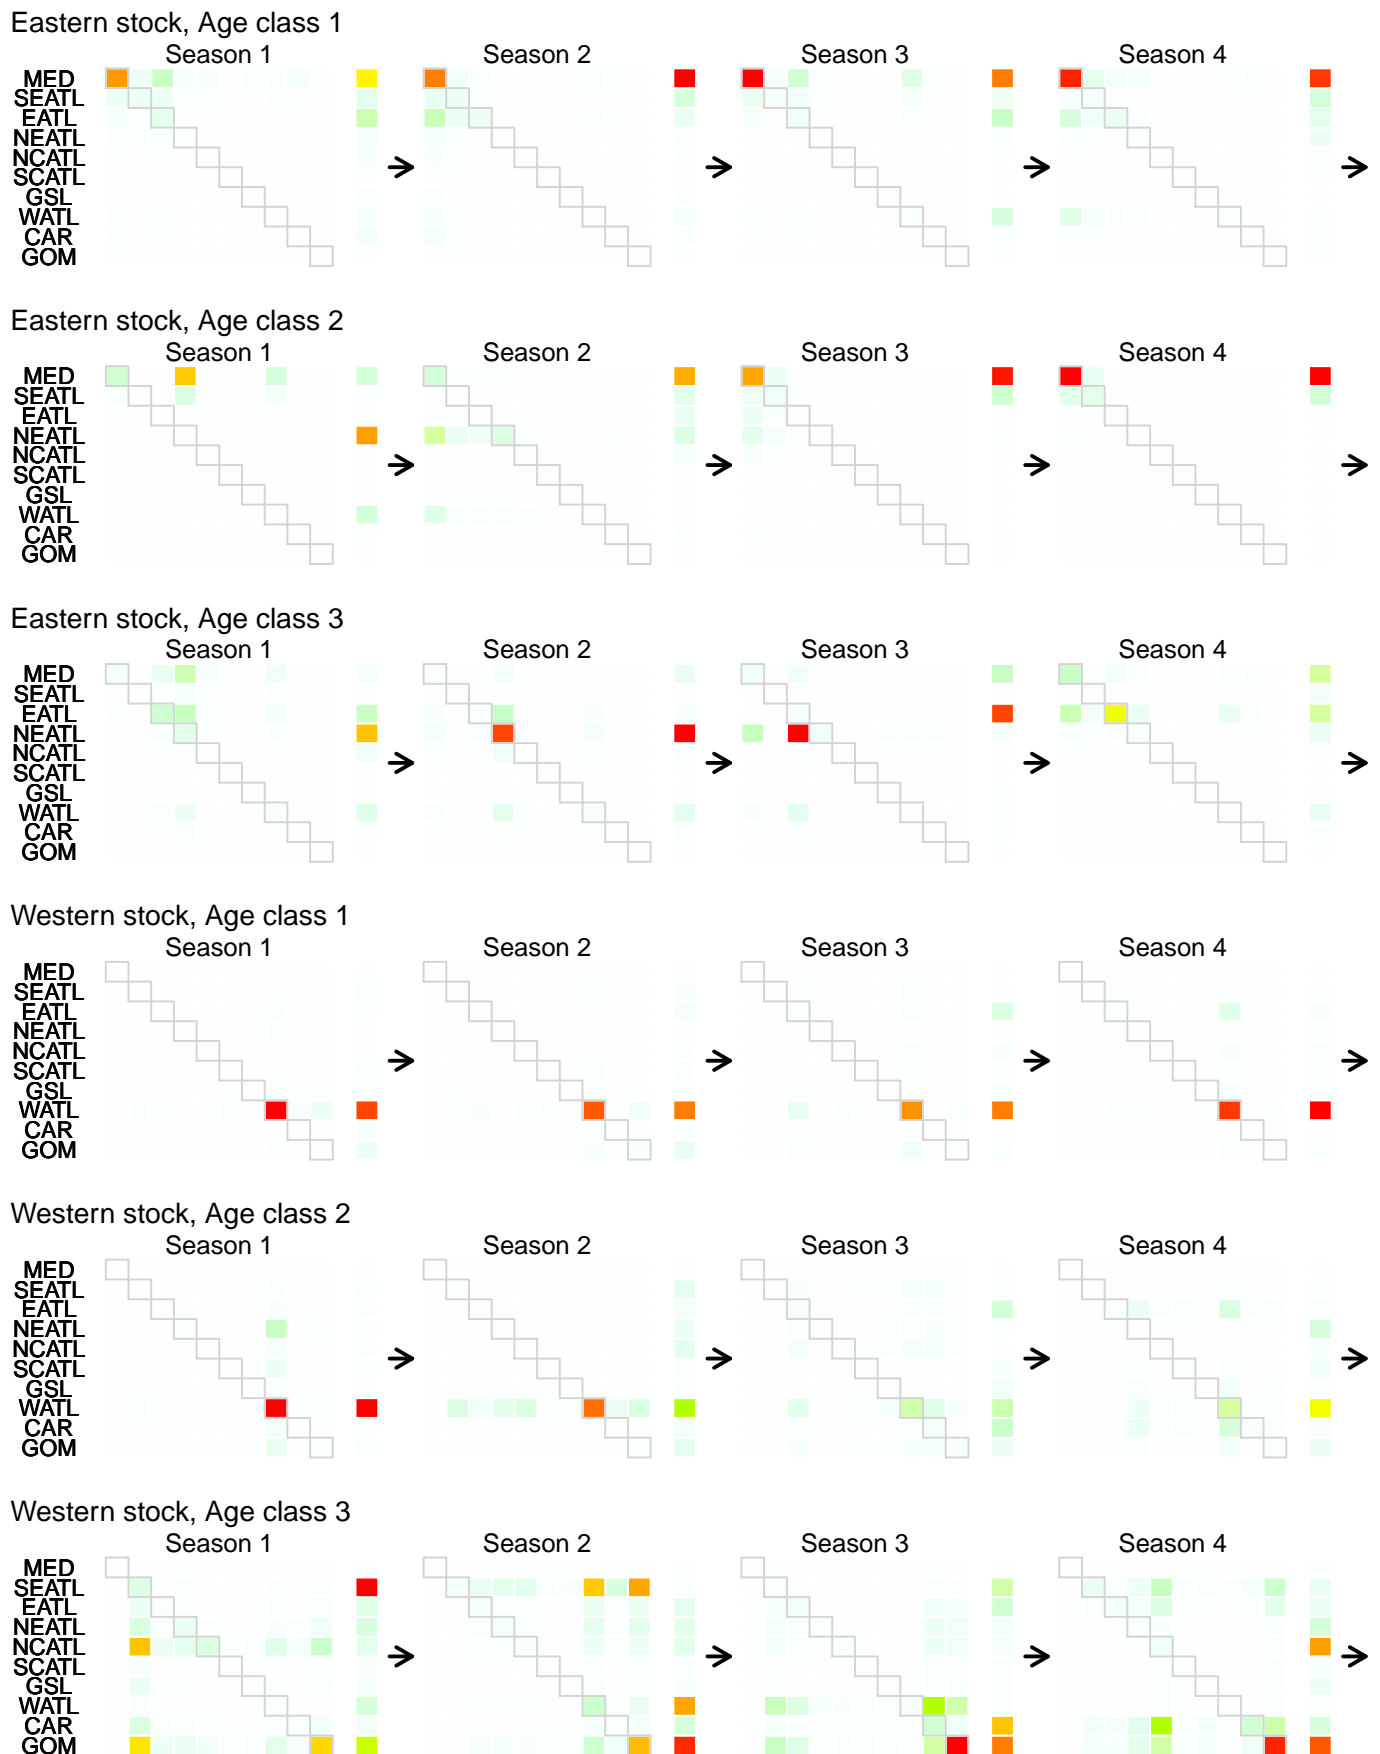 Eastern stock, Age class 1
Season 1 Season 2 Season 3 Season 4
MED
SEATL
EATL
NEATL
NCATL
SCATL
GSL
WATL
CAR
GOM
Eastern stock, Age class 2
Season 1 Season 2 Season 3 Season 4
MED
SEATL
EATL
NEATL
NCATL
SCATL
GSL
WATL
CAR
GOM
Eastern stock, Age class 3
Season 1 Season 2 Season 3 Season 4
MED
SEATL
EATL
NEATL
NCATL
SCATL
GSL
WATL
CAR
GOM
Western stock, Age class 1
Season 1 Season 2 Season 3 Season 4
MED
SEATL
EATL
NEATL
NCATL
SCATL
GSL
WATL
CAR
GOM
Western stock, Age class 2
Season 1 Season 2 Season 3 Season 4
MED
SEATL
EATL
NEATL
NCATL
SCATL
GSL
WATL
CAR
GOM
Western stock, Age class 3
Season 1 Season 2 Season 3 Season 4
MED
SEATL
EATL
NEATL
NCATL
SCATL
GSL
WATL
CAR
GOM